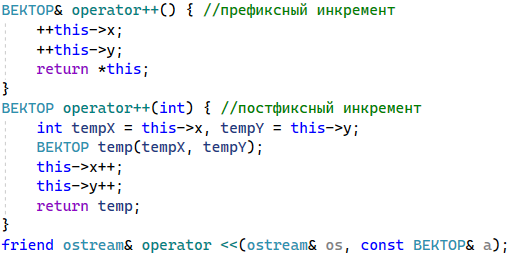 ВЕКТОР& operator++() { //префиксный инкремент
    ++this->x;
    ++this->y;
    return *this;
}
ВЕКТОР operator++(int) { //постфиксный инкремент
    int tempX = this->x, tempY = this->y;
    ВЕКТОР temp(tempX, tempY);
    this->x++;
    this->y++;
    return temp;
}
friend ostream& operator <<(ostream& os, const ВЕКТОР& a);